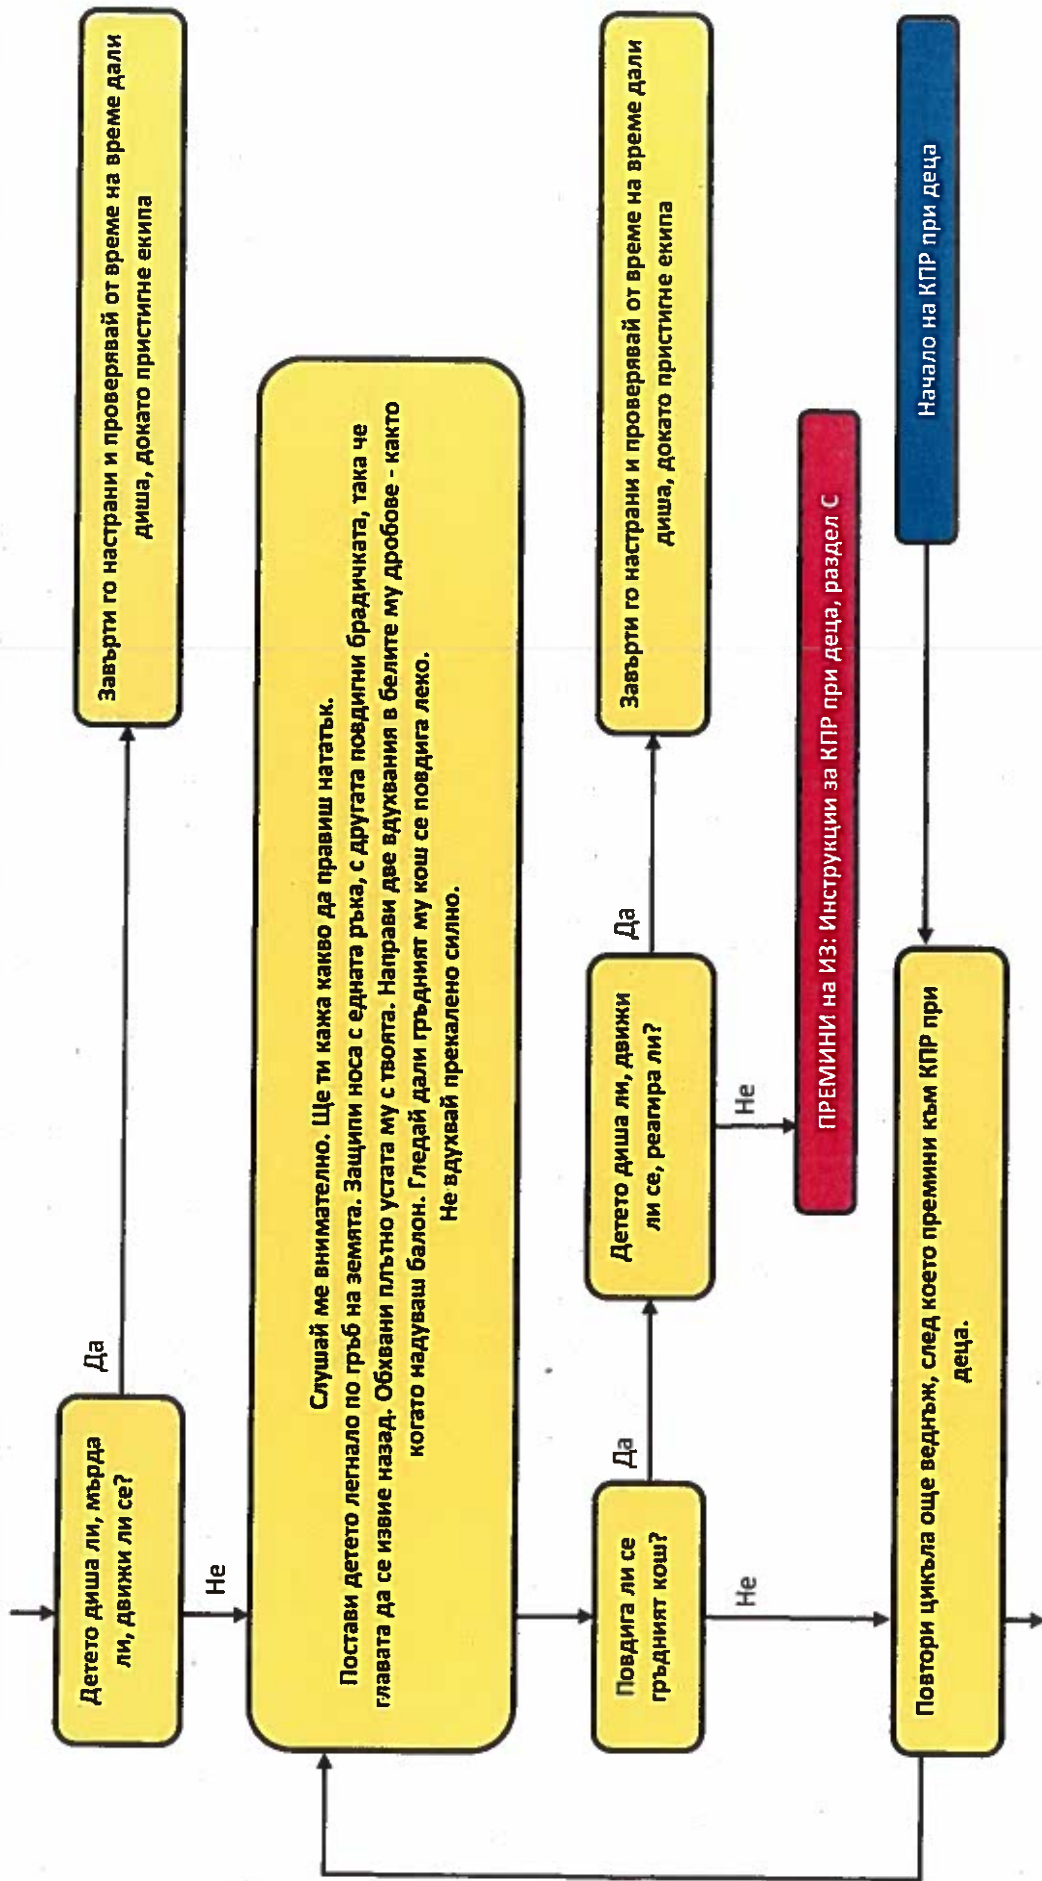 Детето диша ли, мърда
ли, движи ли се?
Да
Завърти го настрани и проверявай от време на време дали
диша, докато пристигне екипа
Не
Слушай ме внимателно. Ще ти кажа какво да правиш нататък.
Постави детето легнало по гръб на земята. Защипи носа с едната ръка, с другата повдигни брадичката, така че
главата да се извие назад. Обхвани плътно устата му с твоята. Направи две вдухвания в белите му дробове - както
когато надуваш балон. Гледай дали гръдният му кош се повдига леко.
Не вдухвай прекалено силно.
Повдига ли се
гръдният кош?
Да
Детето диша ли, движи
ли се, реагира ли?
Да
Завърти го настрани и проверявай от време на време дали
диша, докато пристигне екипа
Не
Не
ПРЕМИНИ на ИЗ: Инструкции за КПР при деца, раздел С
Повтори цикъла още веднъж, след което премини към КПР при
деца.
Начало на КПР при деца